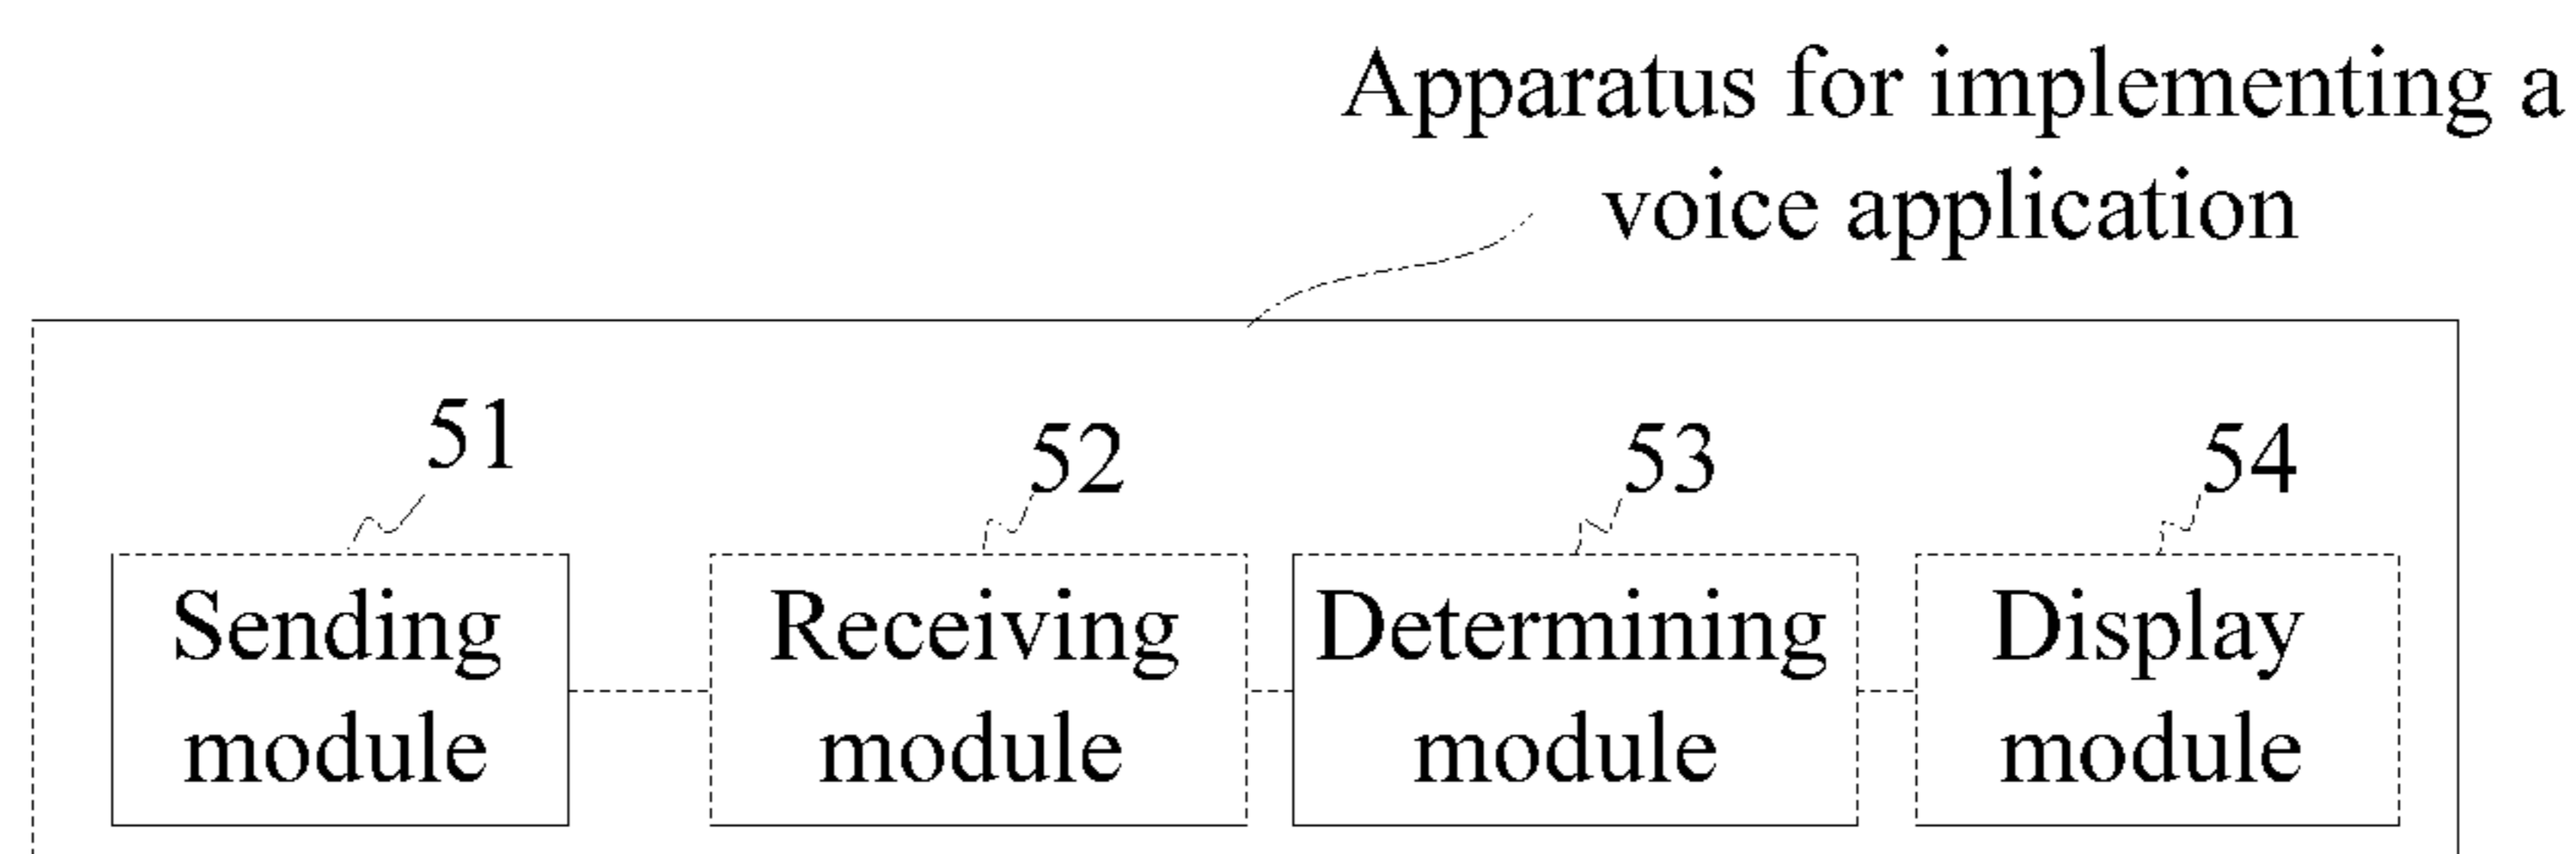 Apparatus for implementing a
voice application
51
52
53
54
Sending
module
Receiving
module
Determining
module
Display
module